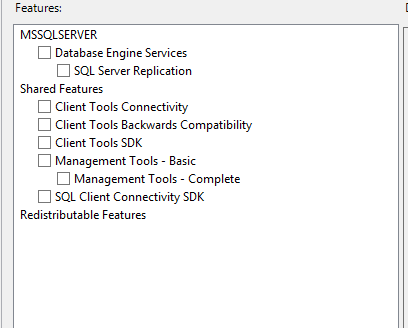 Features:
MSSQLSERVER
Database Engine Services
SQL Server Replication
Shared Features
Client Tools Connectivity
Client Tools Backwards Compatibility
Client Tools SDK
Management Tools - Basic
Management Tools - Complete
SQL Client Connectivity SDK
Redistributable Features